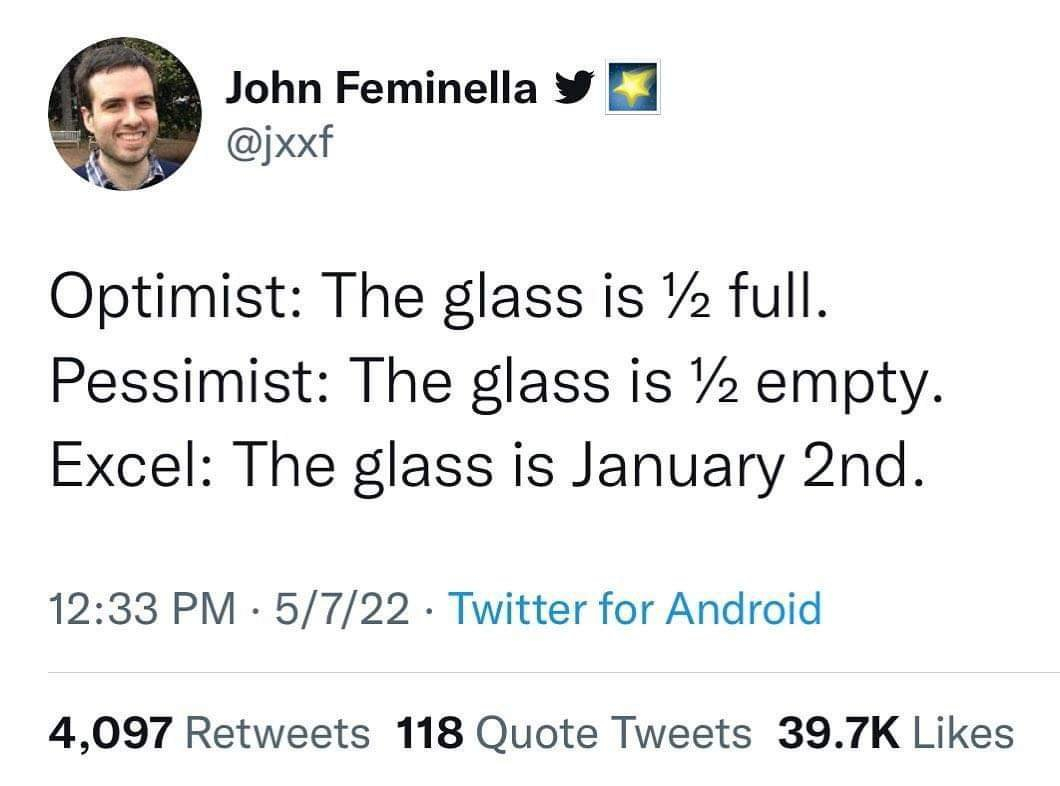 John Feminella
@jxxf
Optimist: The glass is ½ full.
Pessimist: The glass is ½ empty.
Excel: The glass is January 2nd.
12:33 PM · 5/7/22 · Twitter for Android
4,097 Retweets 118 Quote Tweets 39.7K Likes